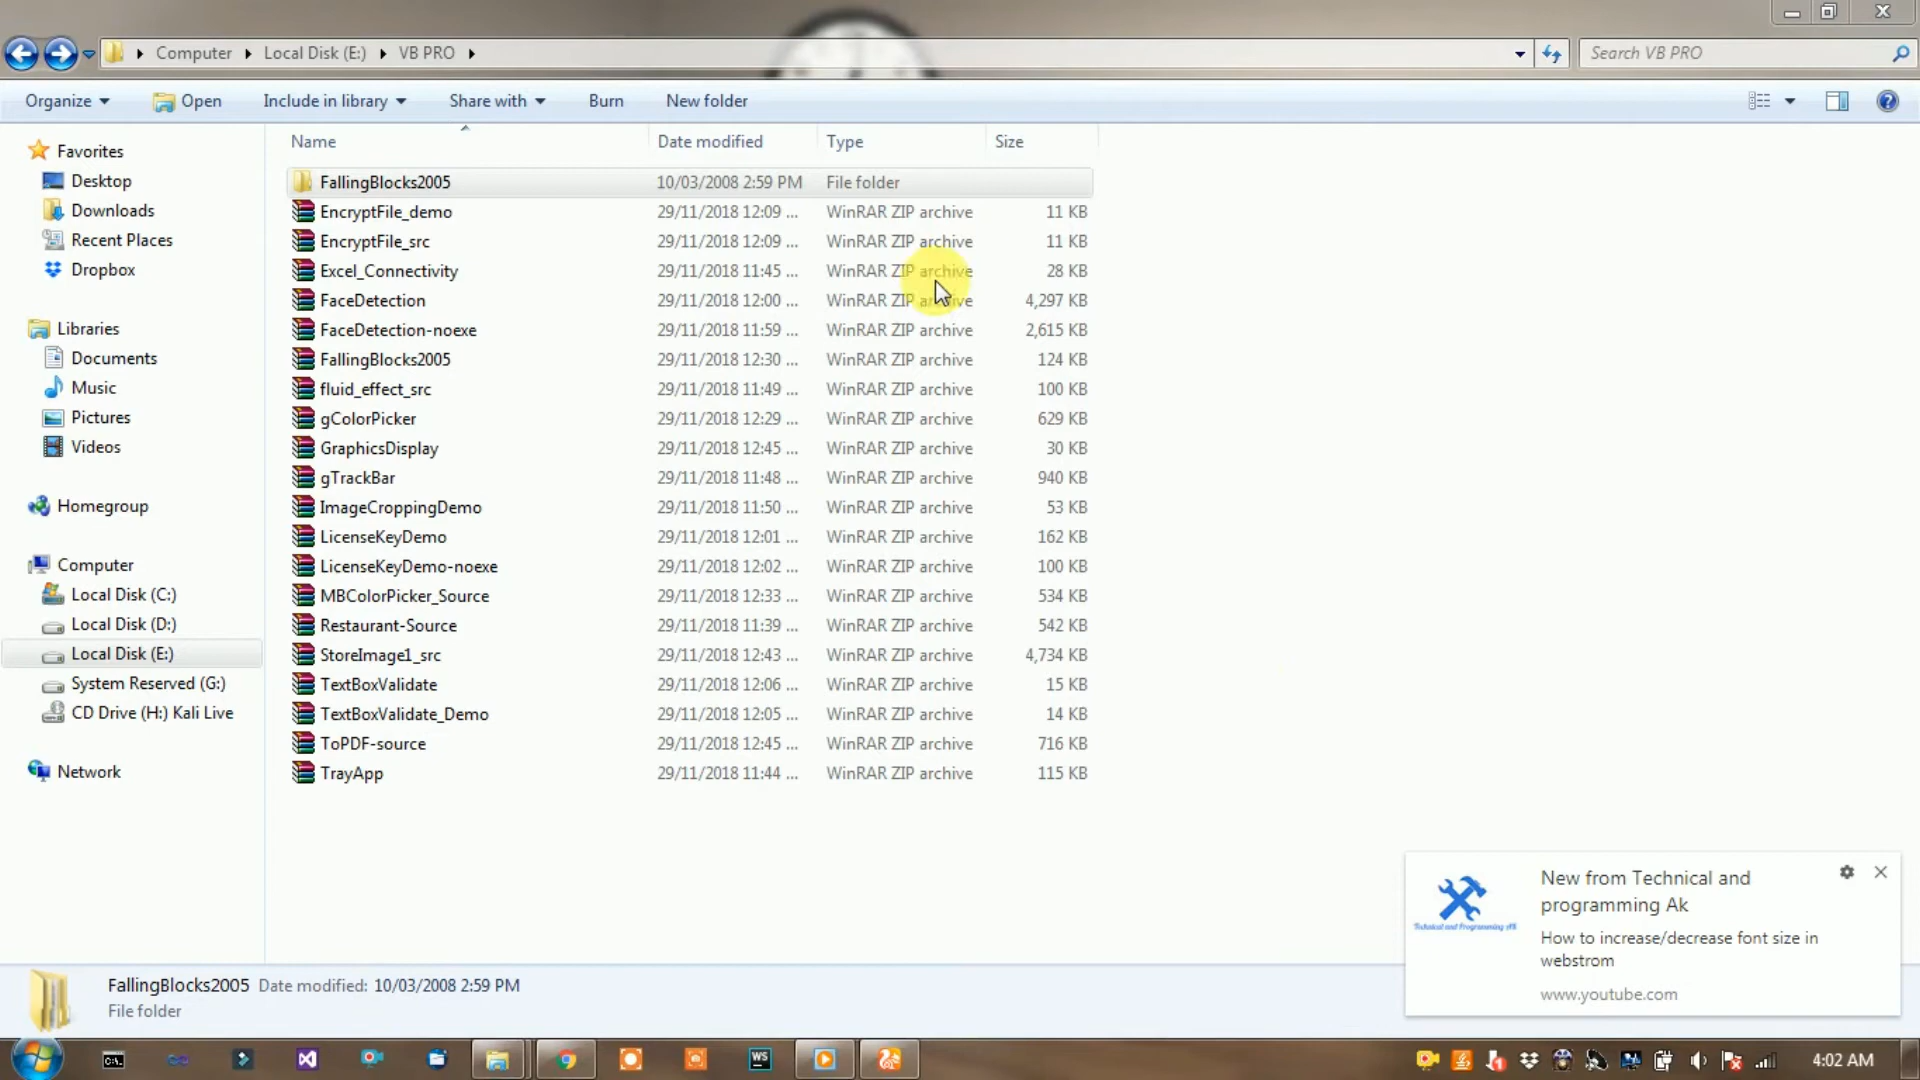 Computer Local Disk (E:) VB PRO
Search VB PRO
Organize Open Include in library Share with Burn New folder
Favorites
Desktop
Downloads
Recent Places
Dropbox
Libraries
Documents
Music
Pictures
Videos
Homegroup
Computer
Local Disk (C:)
Local Disk (D:)
Local Disk (E:)
System Reserved (G:)
CD Drive (H:) Kali Live
Network
Name Date modified Type Size
FallingBlocks2005 10/03/2008 2:59 PM File folder
EncryptFile_demo 29/11/2018 12:09 ... WinRAR ZIP archive 11 KB
EncryptFile_src 29/11/2018 12:09 ... WinRAR ZIP archive 11 KB
Excel_Connectivity 29/11/2018 11:45 ... WinRAR ZIP archive 28 KB
FaceDetection 29/11/2018 12:00 ... WinRAR ZIP archive 4,297 KB
FaceDetection-noexe 29/11/2018 11:59 ... WinRAR ZIP archive 2,615 KB
FallingBlocks2005 29/11/2018 12:30 ... WinRAR ZIP archive 124 KB
fluid_effect_src 29/11/2018 11:49 ... WinRAR ZIP archive 100 KB
gColorPicker 29/11/2018 12:29 ... WinRAR ZIP archive 629 KB
GraphicsDisplay 29/11/2018 12:45 ... WinRAR ZIP archive 30 KB
gTrackBar 29/11/2018 11:48 ... WinRAR ZIP archive 940 KB
ImageCroppingDemo 29/11/2018 11:50 ... WinRAR ZIP archive 53 KB
LicenseKeyDemo 29/11/2018 12:01 ... WinRAR ZIP archive 162 KB
LicenseKeyDemo-noexe 29/11/2018 12:02 ... WinRAR ZIP archive 100 KB
MBColorPicker_Source 29/11/2018 12:33 ... WinRAR ZIP archive 534 KB
Restaurant-Source 29/11/2018 11:39 ... WinRAR ZIP archive 542 KB
StoreImage1_src 29/11/2018 12:43 ... WinRAR ZIP archive 4,734 KB
TextBoxValidate 29/11/2018 12:06 ... WinRAR ZIP archive 15 KB
TextBoxValidate_Demo 29/11/2018 12:05 ... WinRAR ZIP archive 14 KB
ToPDF-source 29/11/2018 12:45 ... WinRAR ZIP archive 716 KB
TrayApp 29/11/2018 11:44 ... WinRAR ZIP archive 115 KB
Technical and Programming AK
New from Technical and
programming Ak
How to increase/decrease font size in
webstrom
www.youtube.com
FallingBlocks2005 Date modified: 10/03/2008 2:59 PM
File folder
C:\
WS
4:02 AM